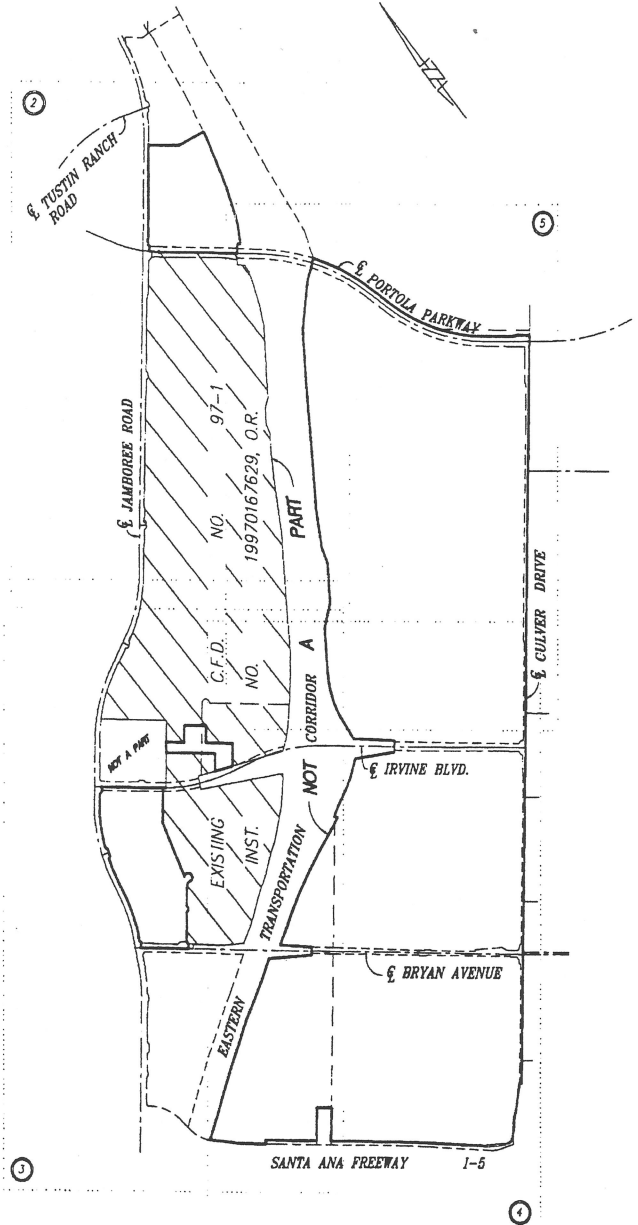 2
℄ TUSTIN RANCH
ROAD
5
℄ PORTOLA PARKWAY
℄ JAMBOREE ROAD
EXISTING C.F.D. NO. 97-1
INST. NO. 19970167629, O.R.
NOT A PART
℄ CULVER DRIVE
NOT A PART
℄ IRVINE BLVD.
EASTERN TRANSPORTATION CORRIDOR
℄ BRYAN AVENUE
SANTA ANA FREEWAY I-5
3
4